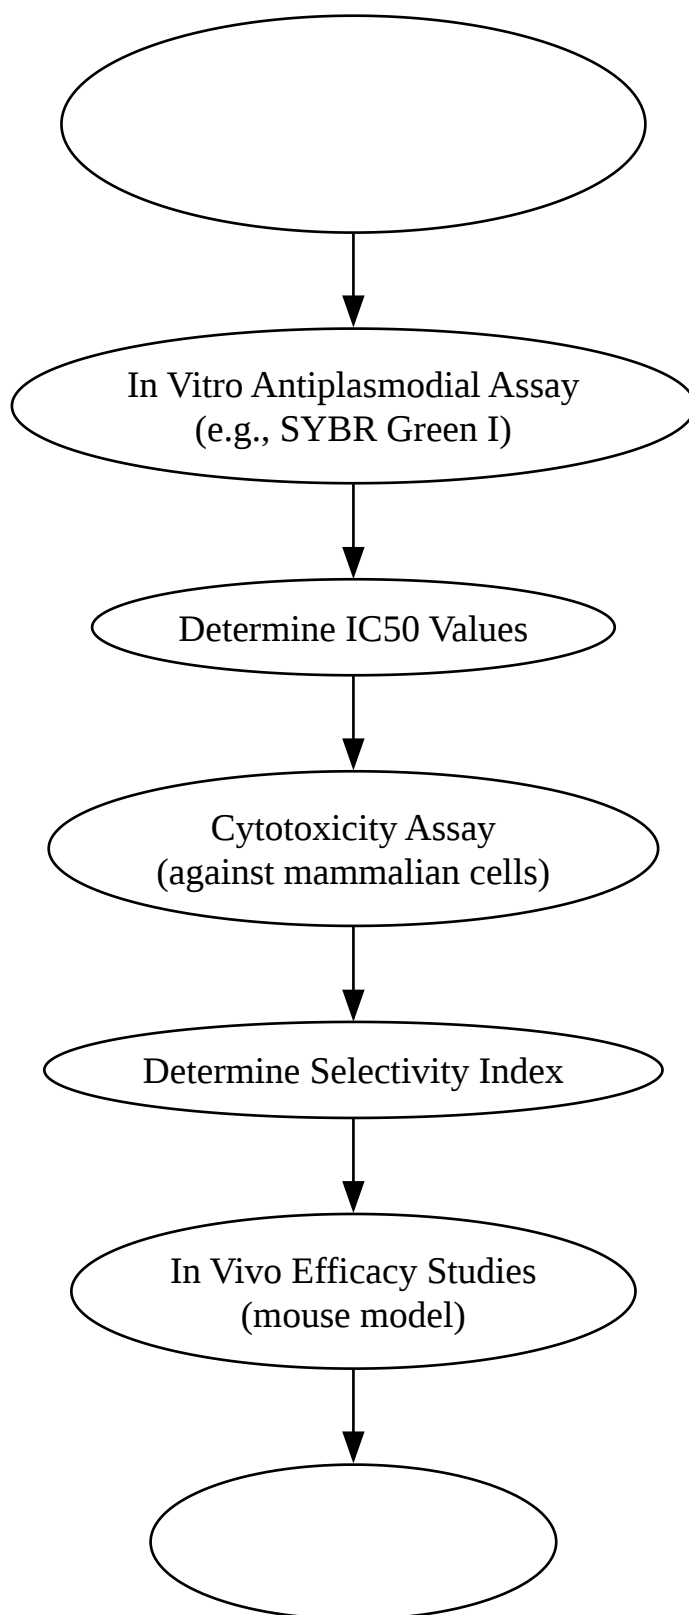 In Vitro Antiplasmodial Assay
(e.g., SYBR Green I)
Determine IC50 Values
Cytotoxicity Assay
(against mammalian cells)
Determine Selectivity Index
In Vivo Efficacy Studies
(mouse model)